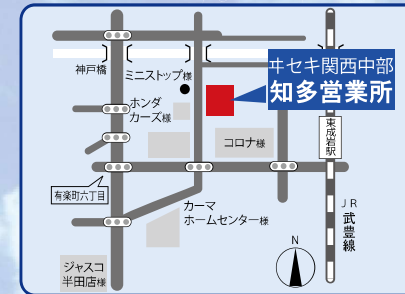 神戸橋
ミニストップ様
ヰセキ関西中部
知多営業所
ホンダ
カーズ様
コロナ様
東成岩駅
有楽町六丁目
カーマ
ホームセンター様
JR
武豊線
ジャスコ
半田店様
N